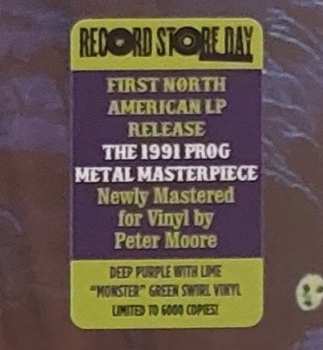 RECORD STORE DAY
FIRST NORTH
AMERICAN LP
RELEASE
THE 1991 PROG
METAL MASTERPIECE
Newly Mastered
for Vinyl by
Peter Moore
DEEP PURPLE WITH LIME
"MONSTER" GREEN SWIRL VINYL
LIMITED TO 6000 COPIES!